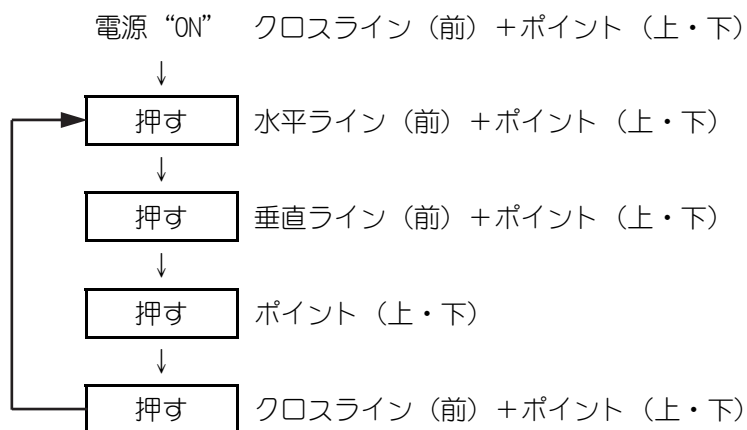 電源“ON” クロスライン（前）＋ポイント（上・下）
↓
押す 水平ライン（前）＋ポイント（上・下）
↓
押す 垂直ライン（前）＋ポイント（上・下）
↓
押す ポイント（上・下）
↓
押す クロスライン（前）＋ポイント（上・下）